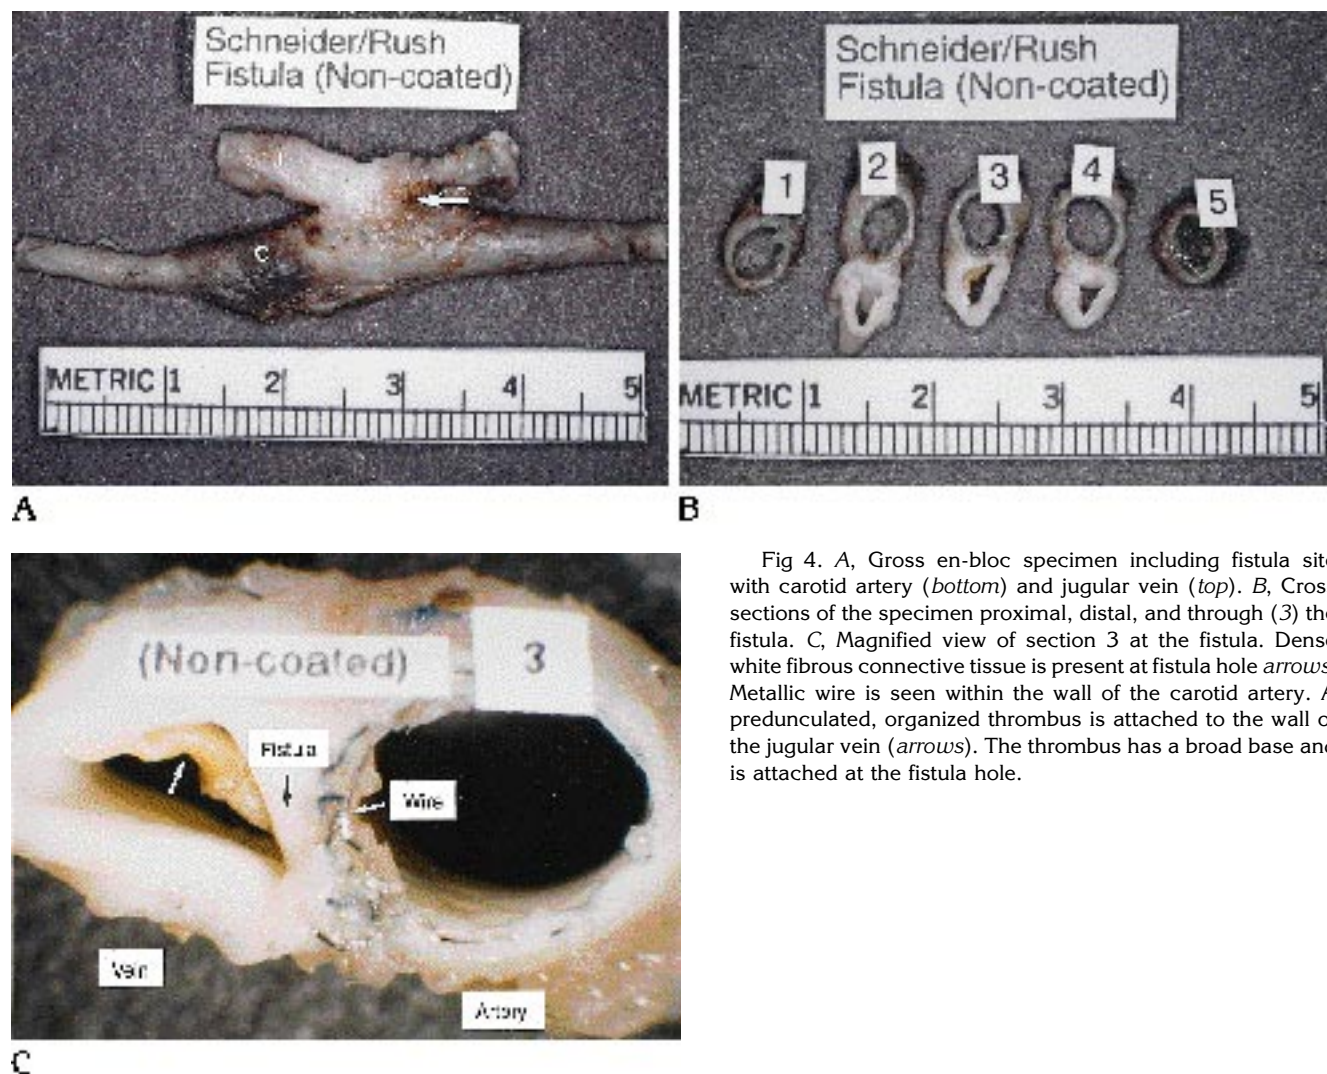 Schneider/Rush
Fistula (Non-coated)
J
C
METRIC 1 2 3 4 5
A
Schneider/Rush
Fistula (Non-coated)
1 2 3 4 5
METRIC 1 2 3 4 5
B
(Non-coated) 3
Fistula
Wire
Vein
Artery
C
Fig 4. A, Gross en-bloc specimen including fistula site
with carotid artery (bottom) and jugular vein (top). B, Cross
sections of the specimen proximal, distal, and through (3) the
fistula. C, Magnified view of section 3 at the fistula. Dense
white fibrous connective tissue is present at fistula hole arrows
Metallic wire is seen within the wall of the carotid artery. A
predunculated, organized thrombus is attached to the wall of
the jugular vein (arrows). The thrombus has a broad base and
is attached at the fistula hole.